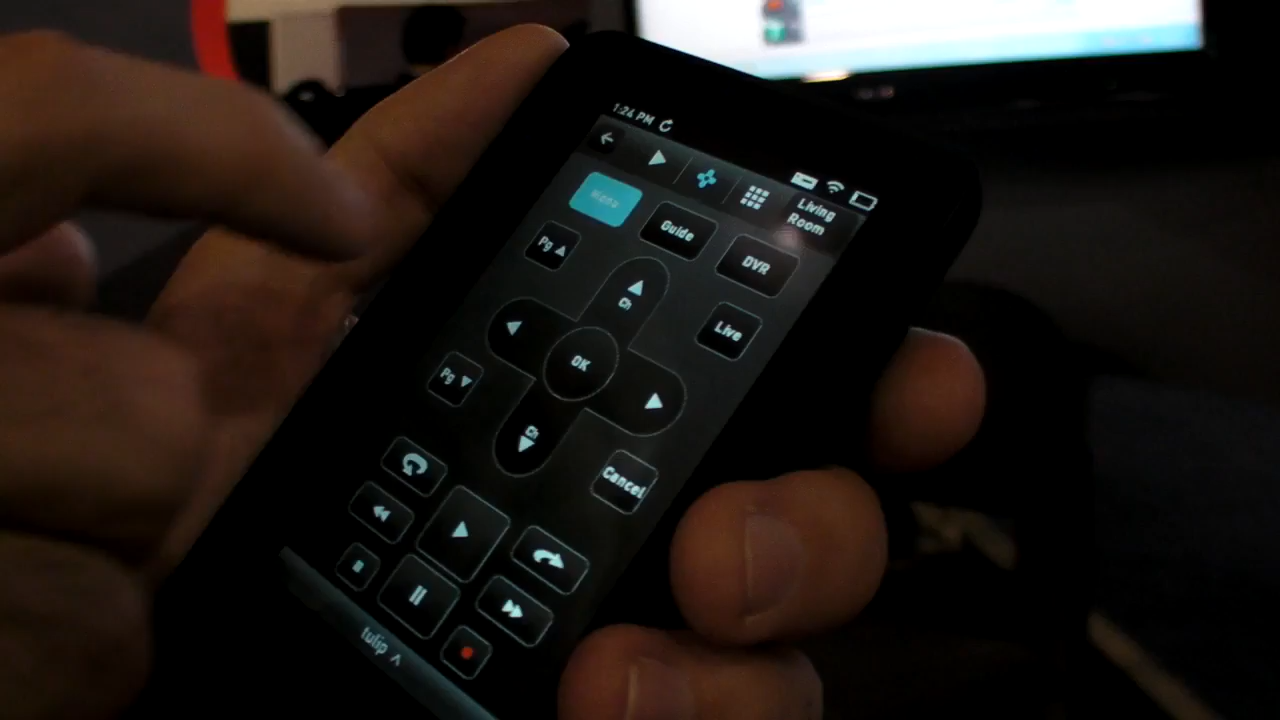 1:24 PM
Living
Room
Menu
Guide
DVR
Pg
Ch
Live
OK
Pg
Ch
Cancel
tulip ^